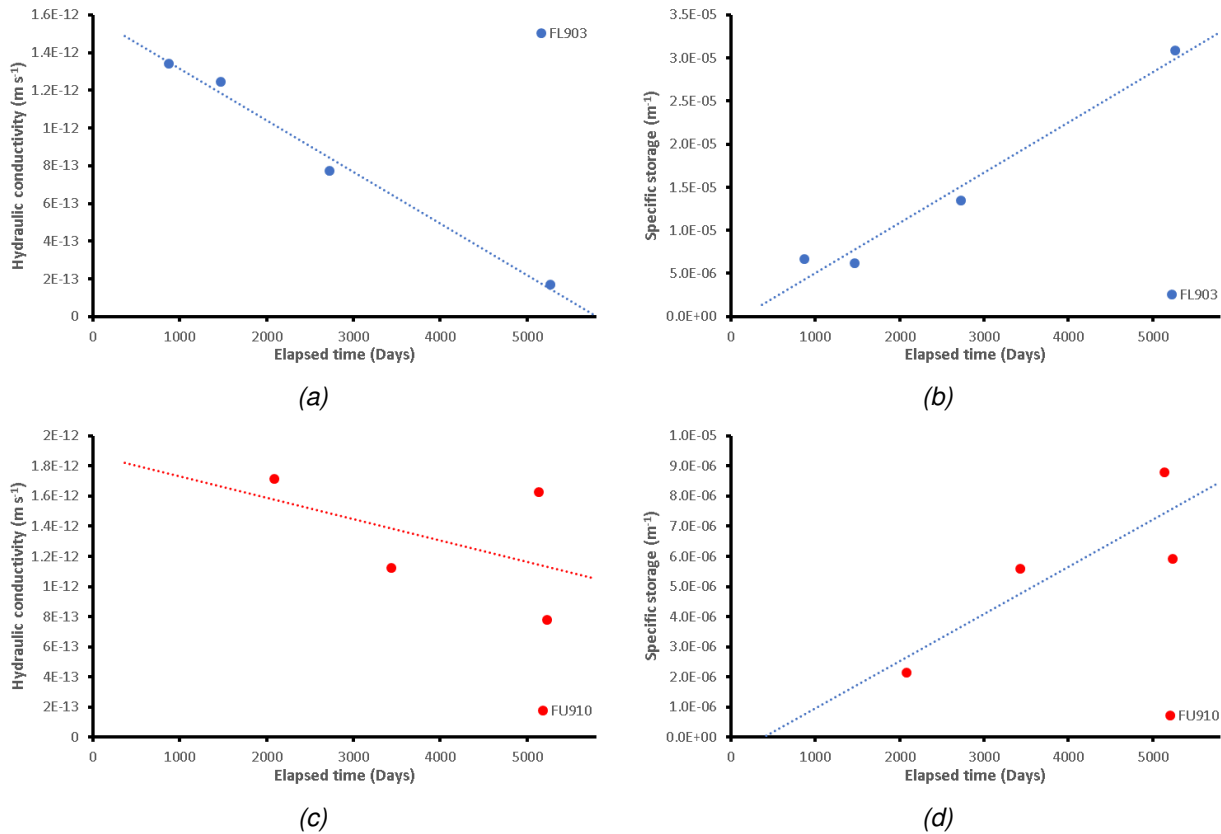 1.6E-12
1.4E-12
1.2E-12
1E-12
8E-13
6E-13
4E-13
2E-13
0
Hydraulic conductivity (m s⁻¹)
FL903
0 1000 2000 3000 4000 5000
Elapsed time (Days)
(a)
3.5E-05
3.0E-05
2.5E-05
2.0E-05
1.5E-05
1.0E-05
5.0E-06
0.0E+00
Specific storage (m⁻¹)
FL903
0 1000 2000 3000 4000 5000
Elapsed time (Days)
(b)
2E-12
1.8E-12
1.6E-12
1.4E-12
1.2E-12
1E-12
8E-13
6E-13
4E-13
2E-13
0
Hydraulic conductivity (m s⁻¹)
FU910
0 1000 2000 3000 4000 5000
Elapsed time (Days)
(c)
1.0E-05
9.0E-06
8.0E-06
7.0E-06
6.0E-06
5.0E-06
4.0E-06
3.0E-06
2.0E-06
1.0E-06
0.0E+00
Specific storage (m⁻¹)
FU910
0 1000 2000 3000 4000 5000
Elapsed time (Days)
(d)